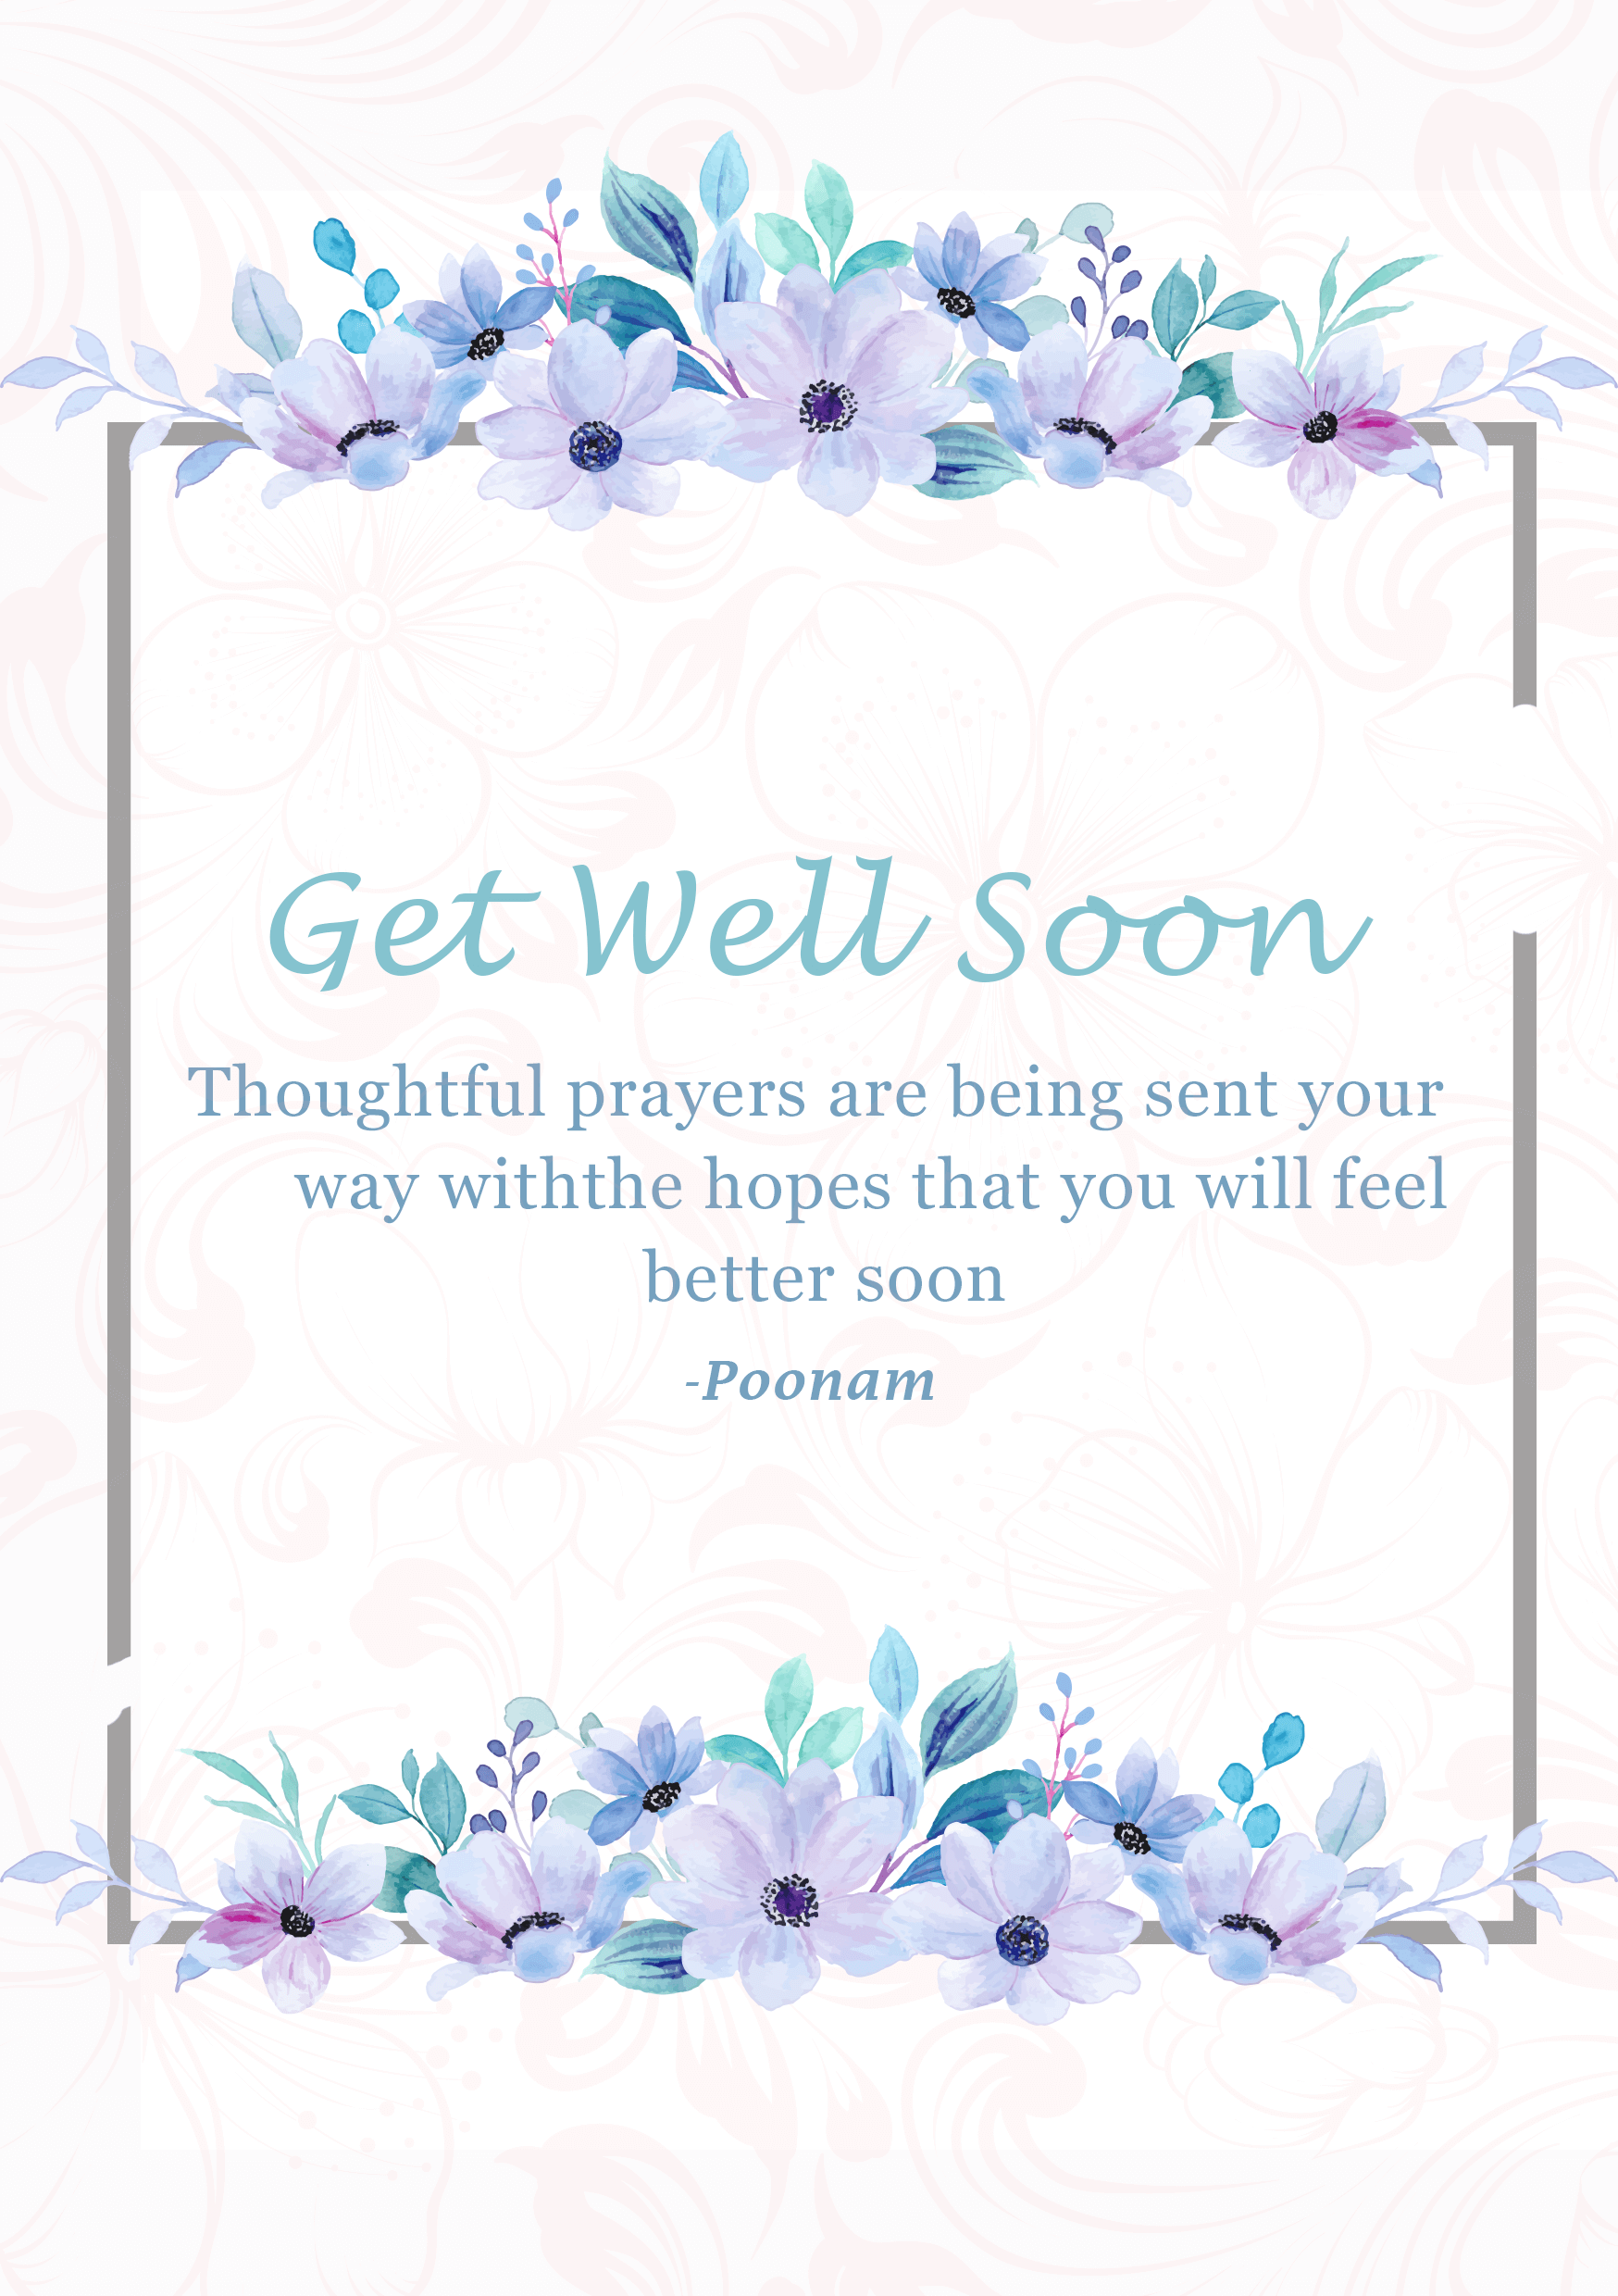 Get Well Soon
Thoughtful prayers are being sent your
way withthe hopes that you will feel
better soon
-Poonam